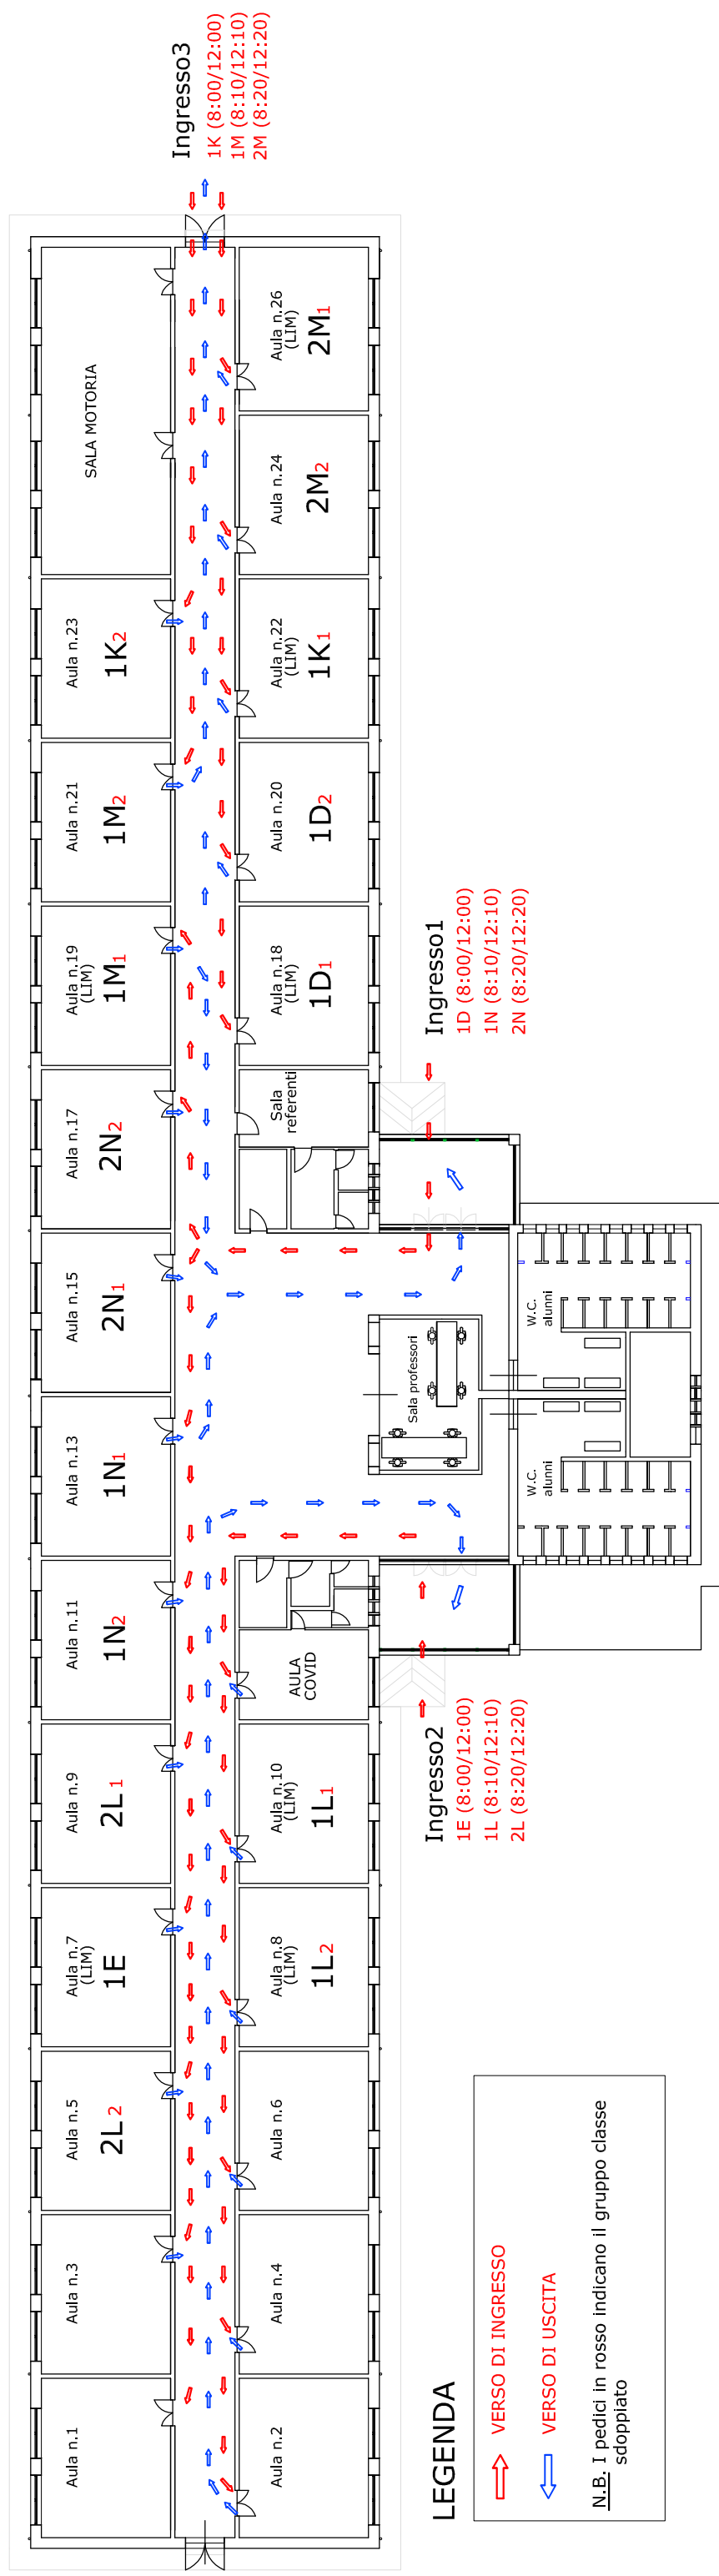 Ingresso3
1K (8:00/12:00)
1M (8:10/12:10)
2M (8:20/12:20)
Aula n.1
Aula n.3
Aula n.5
2L 2
Aula n.7
(LIM)
1E
Aula n.9
2L 1
Aula n.11
1N2
Aula n.13
1N1
Aula n.15
2N1
Aula n.17
2N2
Aula n.19
(LIM)
1M1
Aula n.21
1M2
Aula n.23
1K2
SALA MOTORIA
Aula n.2
Aula n.4
Aula n.6
Aula n.8
(LIM)
1L2
Aula n.10
(LIM)
1L1
AULA
COVID
Sala
referenti
Aula n.18
(LIM)
1D1
Aula n.20
1D2
Aula n.22
(LIM)
1K1
Aula n.24
2M2
Aula n.26
(LIM)
2M1
Sala professori
W.C.
alunni
W.C.
alunni
Ingresso2
1E (8:00/12:00)
1L (8:10/12:10)
2L (8:20/12:20)
Ingresso1
1D (8:00/12:00)
1N (8:10/12:10)
2N (8:20/12:20)
LEGENDA
VERSO DI INGRESSO
VERSO DI USCITA
N.B. I pedici in rosso indicano il gruppo classe
sdoppiato